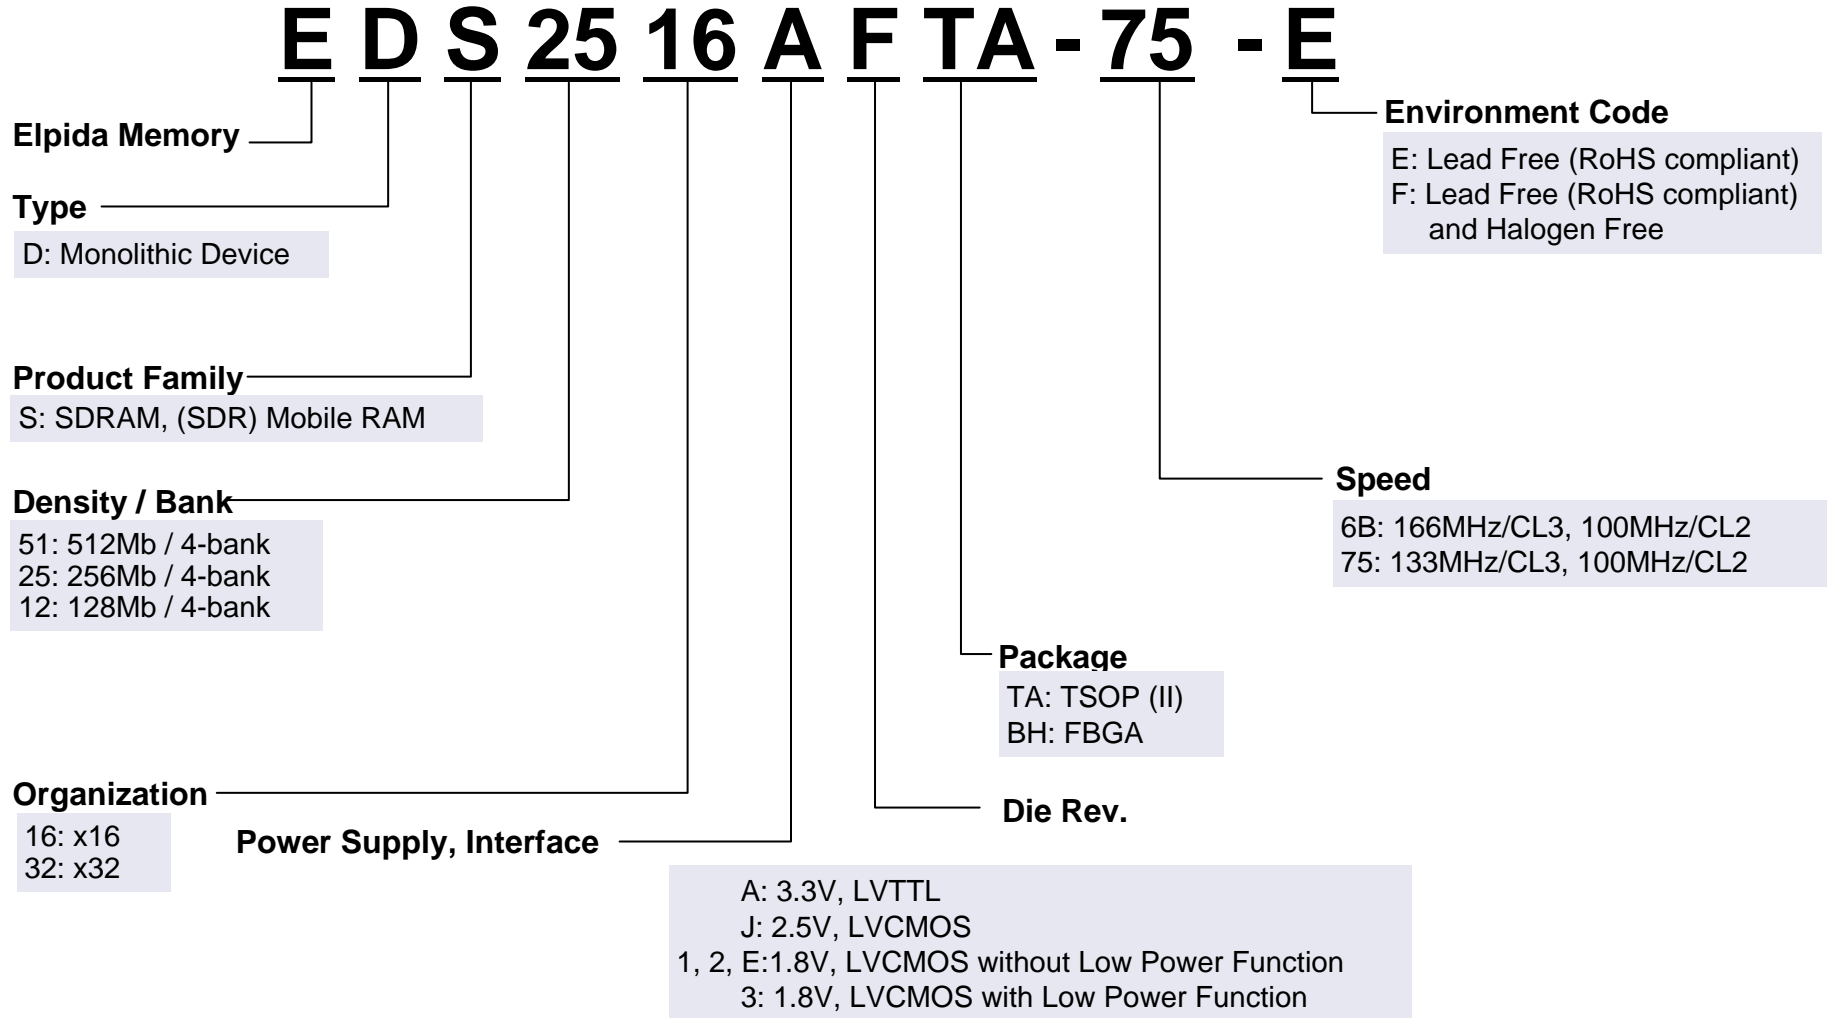 E D S 25 16 A F TA - 75 - E
Elpida Memory
Type
D: Monolithic Device
Product Family
S: SDRAM, (SDR) Mobile RAM
Density / Bank
51: 512Mb / 4-bank
25: 256Mb / 4-bank
12: 128Mb / 4-bank
Organization
16: x16
32: x32
Power Supply, Interface
A: 3.3V, LVTTL
J: 2.5V, LVCMOS
1, 2, E:1.8V, LVCMOS without Low Power Function
3: 1.8V, LVCMOS with Low Power Function
Die Rev.
Package
TA: TSOP (II)
BH: FBGA
Speed
6B: 166MHz/CL3, 100MHz/CL2
75: 133MHz/CL3, 100MHz/CL2
Environment Code
E: Lead Free (RoHS compliant)
F: Lead Free (RoHS compliant)
and Halogen Free